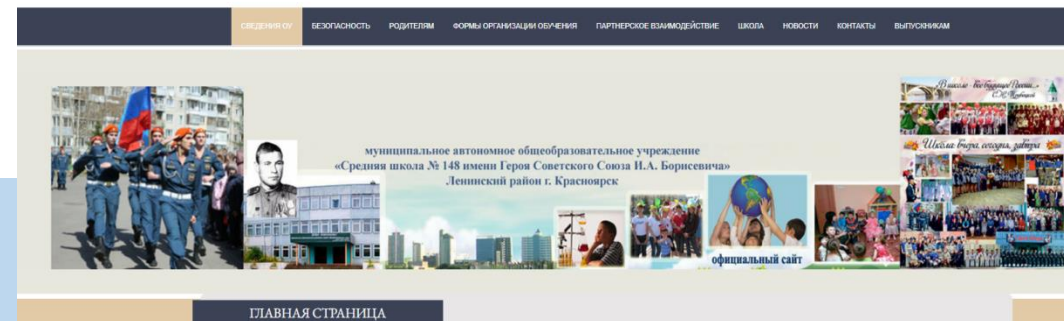 СВЕДЕНИЯ ОУ
БЕЗОПАСНОСТЬ
РОДИТЕЛЯМ
ФОРМЫ ОРГАНИЗАЦИИ ОБУЧЕНИЯ
ПАРТНЕРСКОЕ ВЗАИМОДЕЙСТВИЕ
ШКОЛА
НОВОСТИ
КОНТАКТЫ
ВЫПУСКНИКАМ
муниципальное автономное общеобразовательное учреждение
«Средняя школа № 148 имени Героя Советского Союза И.А. Борисевича»
Ленинский район г. Красноярск
Школа вчера, сегодня, завтра
официальный сайт
ГЛАВНАЯ СТРАНИЦА